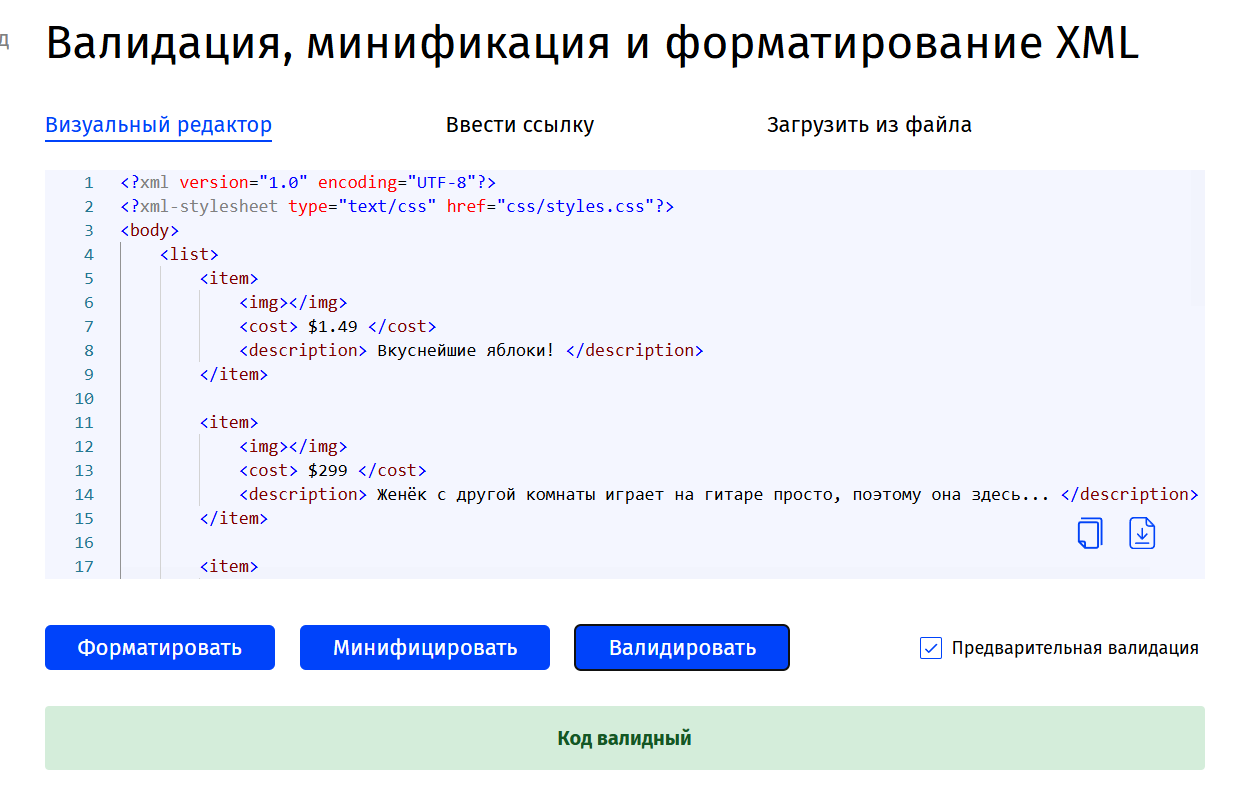 д
Валидация, минификация и форматирование XML
Визуальный редактор Ввести ссылку Загрузить из файла
1 <?xml version="1.0" encoding="UTF-8"?>
2 <?xml-stylesheet type="text/css" href="css/styles.css"?>
3 <body>
4 <list>
5 <item>
6 <img></img>
7 <cost> $1.49 </cost>
8 <description> Вкуснейшие яблоки! </description>
9 </item>
10
11 <item>
12 <img></img>
13 <cost> $299 </cost>
14 <description> Женёк с другой комнаты играет на гитаре просто, поэтому она здесь... </description>
15 </item>
16
17 <item>
Форматировать Минифицировать Валидировать Предварительная валидация
Код валидный